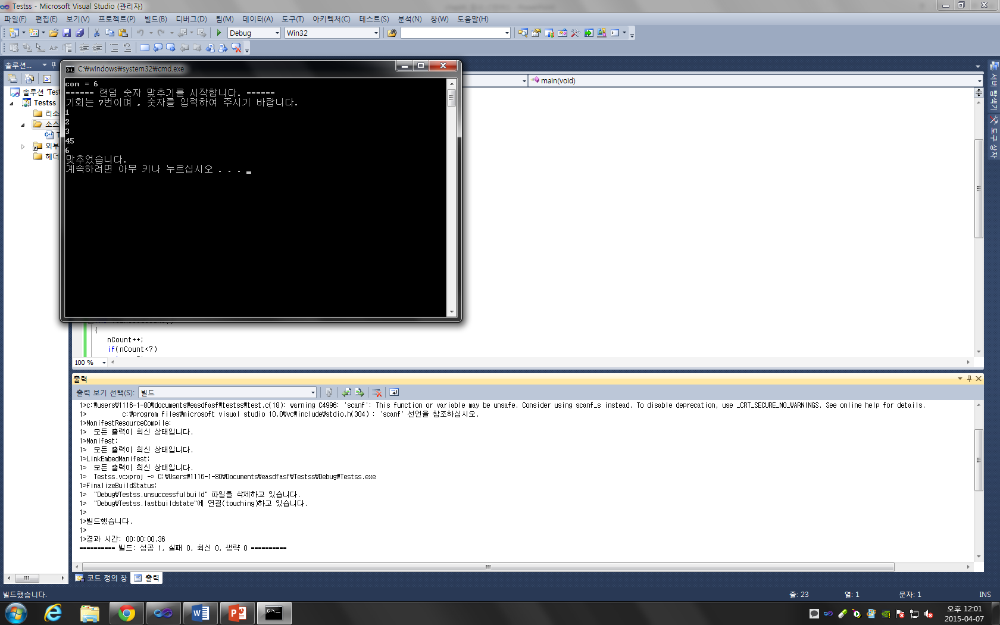 Testss - Microsoft Visual Studio (관리자)
파일(F) 편집(E) 보기(V) 프로젝트(P) 빌드(B) 디버그(D) 팀(M) 데이터(A) 도구(T) 아키텍처(C) 테스트(S) 분석(N) 창(W) 도움말(H)
Debug Win32
솔루션...
솔루션 'Test
Testss
리소
소스
T
외부
헤더
C:₩windows₩system32₩cmd.exe
com = 6
====== 랜덤 숫자 맞추기를 시작합니다. ======
기회는 7번이며 , 숫자를 입력하여 주시기 바랍니다.
1
2
3
45
6
맞추었습니다.
계속하려면 아무 키나 누르십시오 . . .
main(void)
서버 탐색기
도구 상자
{
nCount++;
if(nCount<7)
100 %
출력
출력 보기 선택(S): 빌드
1>c:₩users₩1116-1-80₩documents₩easdfasf₩testss₩test.c(18): warning C4996: 'scanf': This function or variable may be unsafe. Consider using scanf_s instead. To disable deprecation, use _CRT_SECURE_NO_WARNINGS. See online help for details.
1> c:₩program files₩microsoft visual studio 10.0₩vc₩include₩stdio.h(304) : 'scanf' 선언을 참조하십시오.
1>ManifestResourceCompile:
1> 모든 출력이 최신 상태입니다.
1>Manifest:
1> 모든 출력이 최신 상태입니다.
1>LinkEmbedManifest:
1> 모든 출력이 최신 상태입니다.
1> Testss.vcxproj -> C:₩Users₩1116-1-80₩Documents₩easdfasf₩Testss₩Debug₩Testss.exe
1>FinalizeBuildStatus:
1> "Debug₩Testss.unsuccessfulbuild" 파일을 삭제하고 있습니다.
1> "Debug₩Testss.lastbuildstate"에 연결(touching)하고 있습니다.
1>
1>빌드했습니다.
1>
1>경과 시간: 00:00:00.36
========== 빌드: 성공 1, 실패 0, 최신 0, 생략 0 ==========
코드 정의 창 출력
빌드했습니다. 줄: 23 열: 1 문자: 1 INS
오후 12:01
2015-04-07